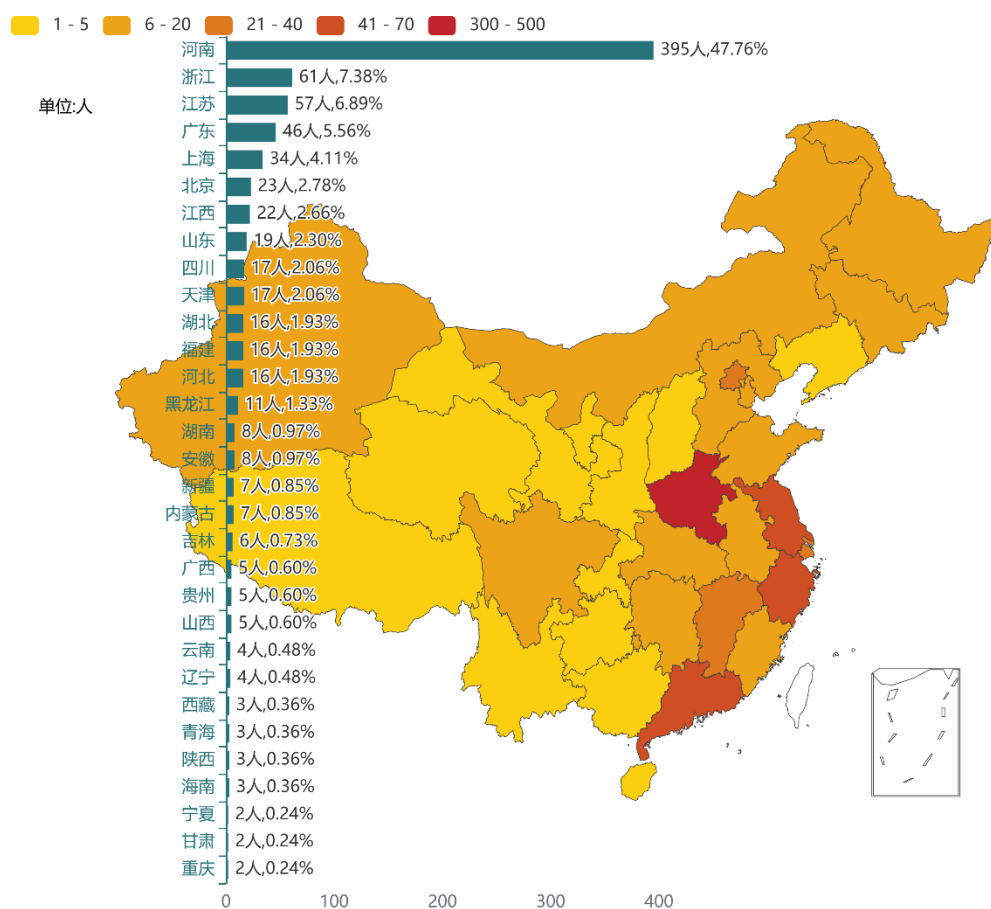 1 - 5 6 - 20 21 - 40 41 - 70 300 - 500
河南 395人,47.76%
浙江 61人,7.38%
单位:人
江苏 57人,6.89%
广东 46人,5.56%
上海 34人,4.11%
北京 23人,2.78%
江西 22人,2.66%
山东 19人,2.30%
四川 17人,2.06%
天津 17人,2.06%
湖北 16人,1.93%
福建 16人,1.93%
河北 16人,1.93%
黑龙江 11人,1.33%
湖南 8人,0.97%
安徽 8人,0.97%
新疆 7人,0.85%
内蒙古 7人,0.85%
吉林 6人,0.73%
广西 5人,0.60%
贵州 5人,0.60%
山西 5人,0.60%
云南 4人,0.48%
辽宁 4人,0.48%
西藏 3人,0.36%
青海 3人,0.36%
陕西 3人,0.36%
海南 3人,0.36%
宁夏 2人,0.24%
甘肃 2人,0.24%
重庆 2人,0.24%
0 100 200 300 400